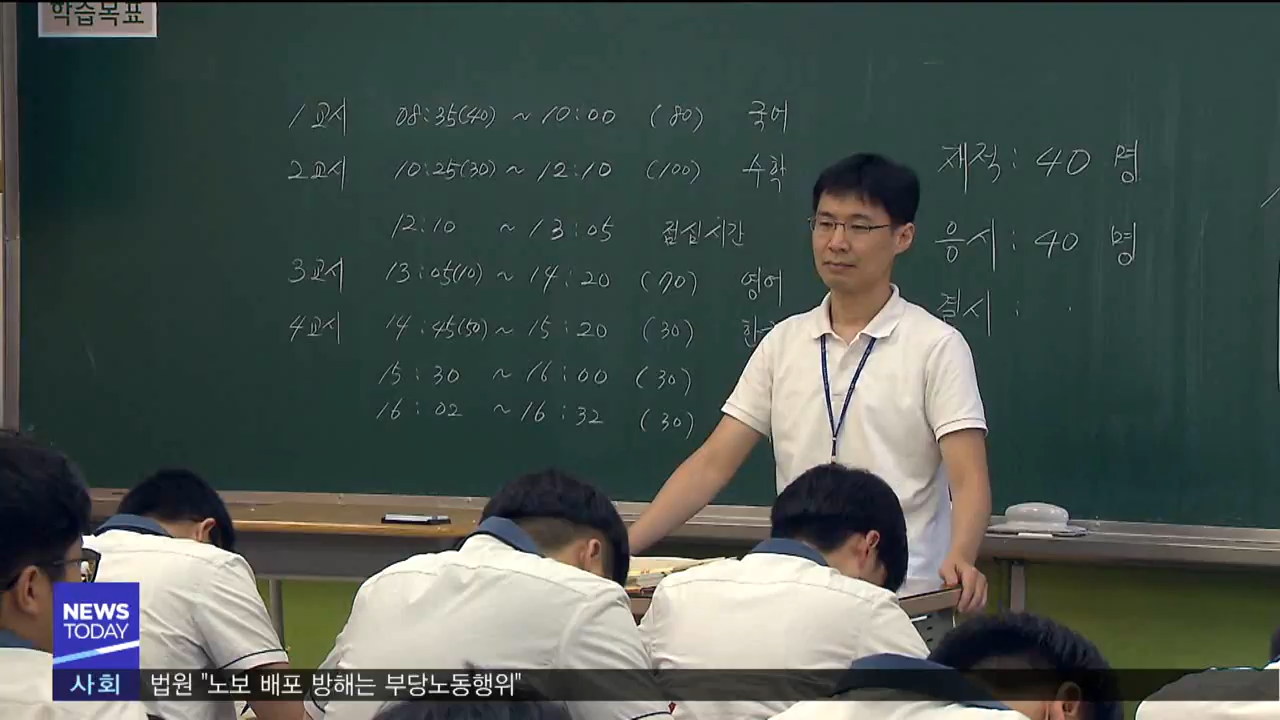 학습목표
1교시 08:35(40) ~ 10:00 (80) 국어
2교시 10:25(30) ~ 12:10 (100) 수학
12:10 ~ 13:05 점심시간
3교시 13:05(10) ~ 14:20 (70) 영어
4교시 14:45(50) ~ 15:20 (30) 한
15:30 ~ 16:00 (30)
16:02 ~ 16:32 (30)
재적: 40 명
응시: 40 명
결시:
NEWS
TODAY
사회 법원 "노보 배포 방해는 부당노동행위"